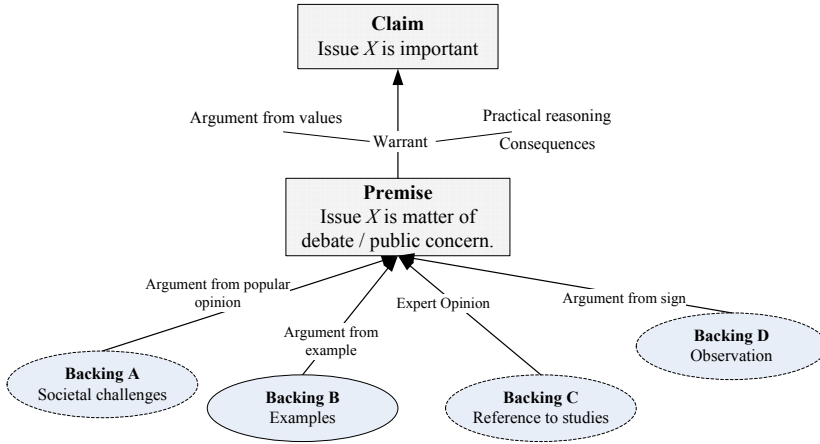 Claim
Issue X is important
Argument from values
Practical reasoning
Warrant
Consequences
Premise
Issue X is matter of
debate / public concern.
Argument from popular
opinion
Argument from
example
Expert Opinion
Argument from sign
Backing A
Societal challenges
Backing B
Examples
Backing C
Reference to studies
Backing D
Observation